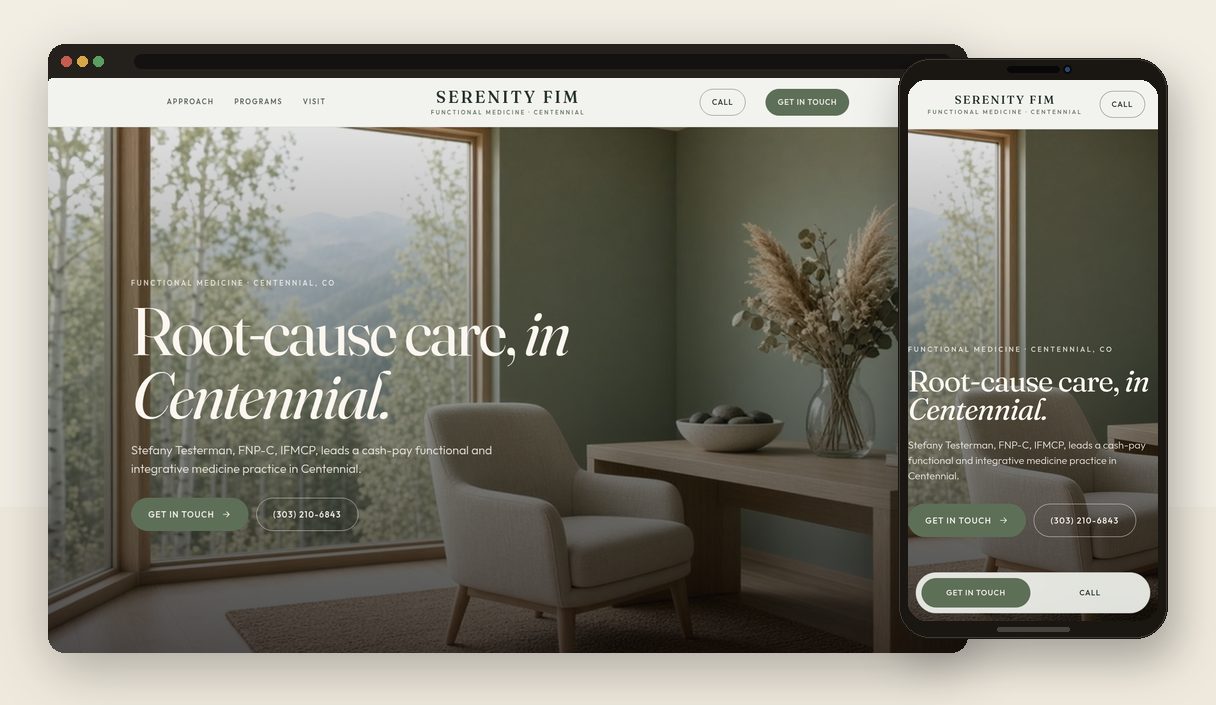 APPROACH PROGRAMS VISIT
SERENITY FIM
FUNCTIONAL MEDICINE · CENTENNIAL
CALL
GET IN TOUCH
FUNCTIONAL MEDICINE · CENTENNIAL, CO
Root-cause care, in
Centennial.
Stefany Testerman, FNP-C, IFMCP, leads a cash-pay functional and
integrative medicine practice in Centennial.
GET IN TOUCH →
(303) 210-6843
SERENITY FIM
FUNCTIONAL MEDICINE · CENTENNIAL
CALL
FUNCTIONAL MEDICINE · CENTENNIAL, CO
Root-cause care, in
Centennial.
Stefany Testerman, FNP-C, IFMCP, leads a cash-pay
functional and integrative medicine practice in
Centennial.
GET IN TOUCH →
(303) 210-6843
GET IN TOUCH
CALL